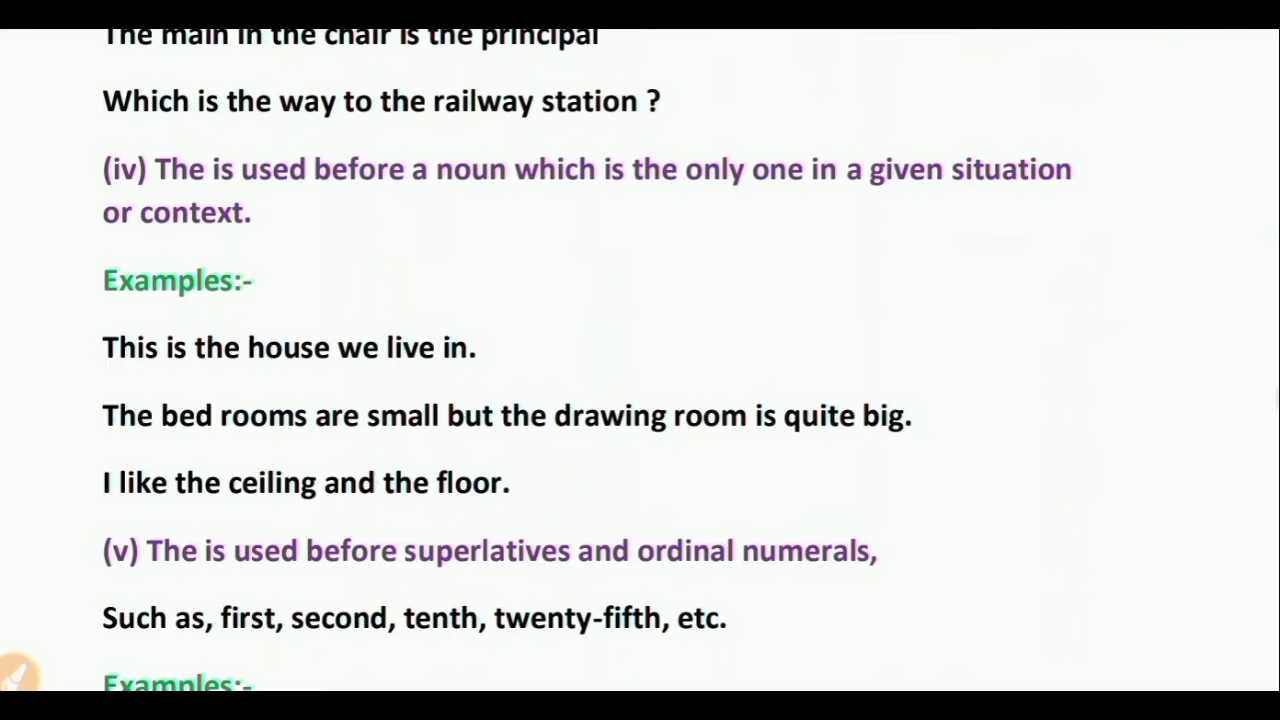 The main in the chair is the principal
Which is the way to the railway station ?
(iv) The is used before a noun which is the only one in a given situation
or context.
Examples:-
This is the house we live in.
The bed rooms are small but the drawing room is quite big.
I like the ceiling and the floor.
(v) The is used before superlatives and ordinal numerals,
Such as, first, second, tenth, twenty-fifth, etc.
Examples:-